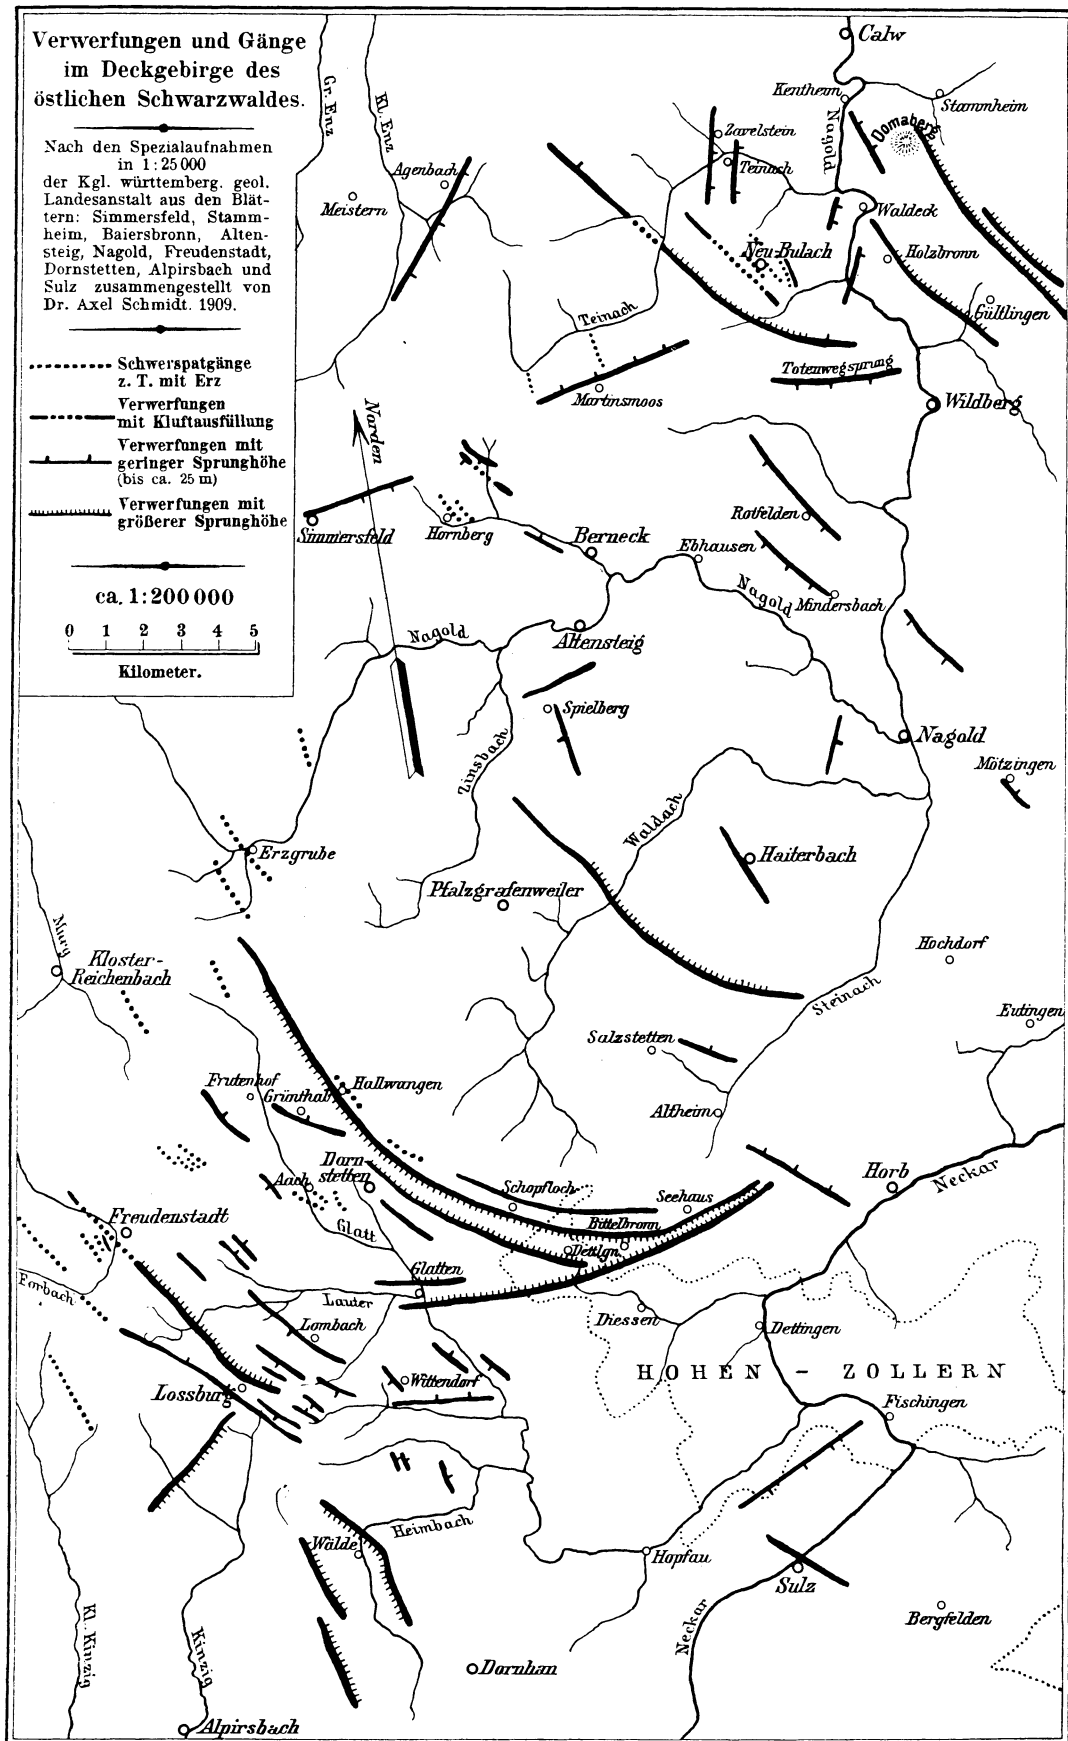 Verwerfungen und Gänge
im Deckgebirge des
östlichen Schwarzwaldes.
Nach den Spezialaufnahmen
in 1:25000
der Kgl. württemberg. geol.
Landesanstalt aus den Blät-
tern: Simmersfeld, Stamm-
heim, Baiersbronn, Alten-
steig, Nagold, Freudenstadt,
Dornstetten, Alpirsbach und
Sulz zusammengestellt von
Dr. Axel Schmidt. 1909.
Schwerspatgänge
z. T. mit Erz
Verwerfungen
mit Kluftausfüllung
Verwerfungen mit
geringer Sprunghöhe
(bis ca. 25 m)
Verwerfungen mit
größerer Sprunghöhe
ca. 1:200000
0 1 2 3 4 5
Kilometer.
Gr. Enz
Kl. Enz
Calw
Kentheim
Stammheim
Nagold
Domaberg
Zavelstein
Teinach
Agenbach
Meistern
Waldeck
Neu-Bulach
Holzbronn
Gültlingen
Teinach
Totenwegsprung
Martinsmoos
Wildberg
Norden
Simmersfeld
Hornberg
Berneck
Rotfelden
Ebhausen
Nagold
Mindersbach
Nagold
Altensteig
Spielberg
Zinsbach
Nagold
Mötzingen
Waldach
Haiterbach
Erzgrube
Pfalzgrafenweiler
Murg
Kloster-
Reichenbach
Hochdorf
Steinach
Eutingen
Salzstetten
Frutenhof
Grünthal
Hallwangen
Altheim
Dorn-
stetten
Aach
Schopfloch
Seehaus
Horb
Neckar
Freudenstadt
Glatt
Bittelbronn
Dettlgn.
Forbach
Glatten
Lauter
Lombach
Diessen
Dettingen
HOHEN - ZOLLERN
Lossburg
Wittendorf
Fischingen
Heimbach
Wälde
Hopfau
Sulz
Kl. Kinzig
Kinzig
Neckar
Bergfelden
Dornhan
Alpirsbach